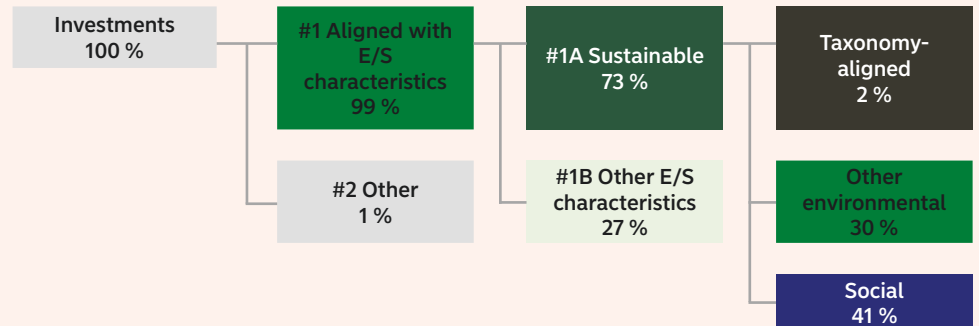 Investments
100 %
#1 Aligned with
E/S
characteristics
99 %
#1A Sustainable
73 %
Taxonomy-
aligned
2 %
#2 Other
1 %
#1B Other E/S
characteristics
27 %
Other
environmental
30 %
Social
41 %